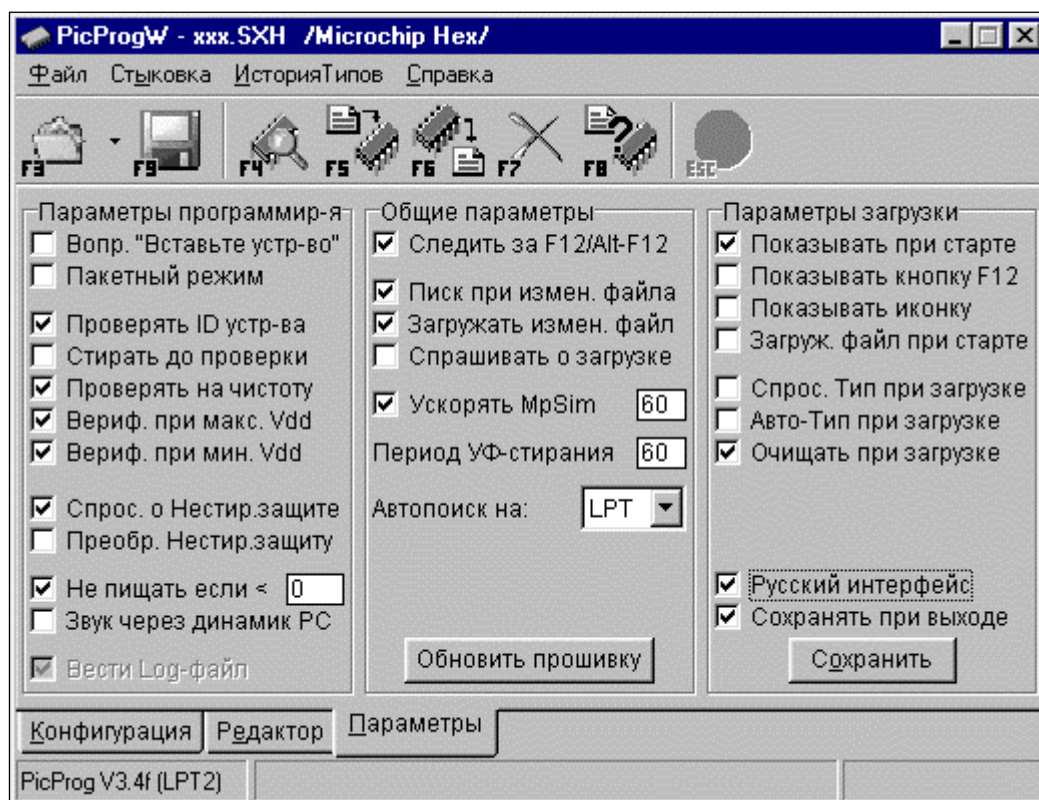 PicProgW - xxx.SXH /Microchip Hex/
Файл Стыковка ИсторияТипов Справка
F3 F9 F4 F5 F6 F7 F8 ESC
Параметры программир-я
Вопр. "Вставьте устр-во"
Пакетный режим
Проверять ID устр-ва
Стирать до проверки
Проверять на чистоту
Вериф. при макс. Vdd
Вериф. при мин. Vdd
Спрос. о Нестир.защите
Преобр. Нестир.защиту
Не пищать если < 0
Звук через динамик PC
Вести Log-файл
Общие параметры
Следить за F12/Alt-F12
Писк при измен. файла
Загружать измен. файл
Спрашивать о загрузке
Ускорять MpSim 60
Период УФ-стирания 60
Автопоиск на: LPT
Обновить прошивку
Параметры загрузки
Показывать при старте
Показывать кнопку F12
Показывать иконку
Загруж. файл при старте
Спрос. Тип при загрузке
Авто-Тип при загрузке
Очищать при загрузке
Русский интерфейс
Сохранять при выходе
Сохранить
Конфигурация Редактор Параметры
PicProg V3.4f (LPT2)